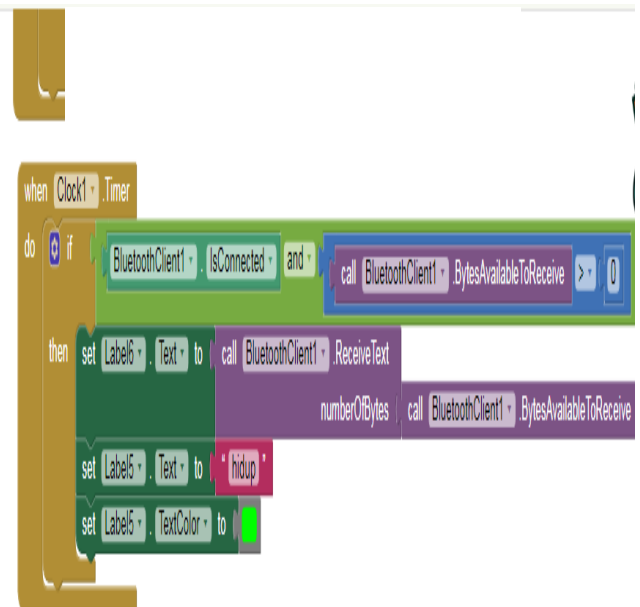 when Clock1 .Timer
do if BluetoothClient1 . IsConnected and call BluetoothClient1 .BytesAvailableToReceive > 0
then set Label6 . Text to call BluetoothClient1 .ReceiveText
numberOfBytes call BluetoothClient1 .BytesAvailableToReceive
set Label5 . Text to " hidup "
set Label5 . TextColor to